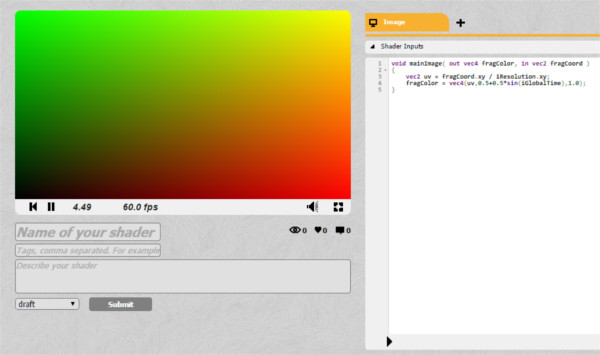 Image
Shader Inputs
1 void mainImage( out vec4 fragColor, in vec2 fragCoord )
2 {
3 vec2 uv = fragCoord.xy / iResolution.xy;
4 fragColor = vec4(uv,0.5+0.5*sin(iGlobalTime),1.0);
5 }
4.49 60.0 fps
Name of your shader
0 0 0
Tags, comma separated. For example
Describe your shader
draft
Submit